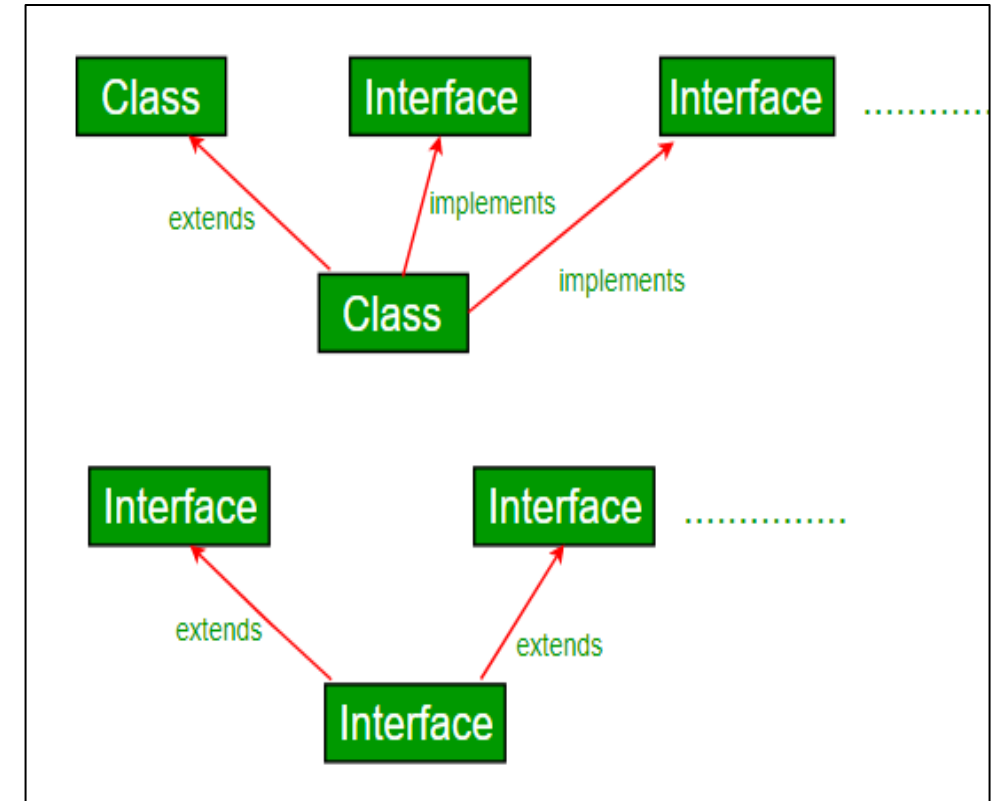 Class Interface Interface ............
extends implements
implements
Class
Interface Interface ...............
extends extends
Interface